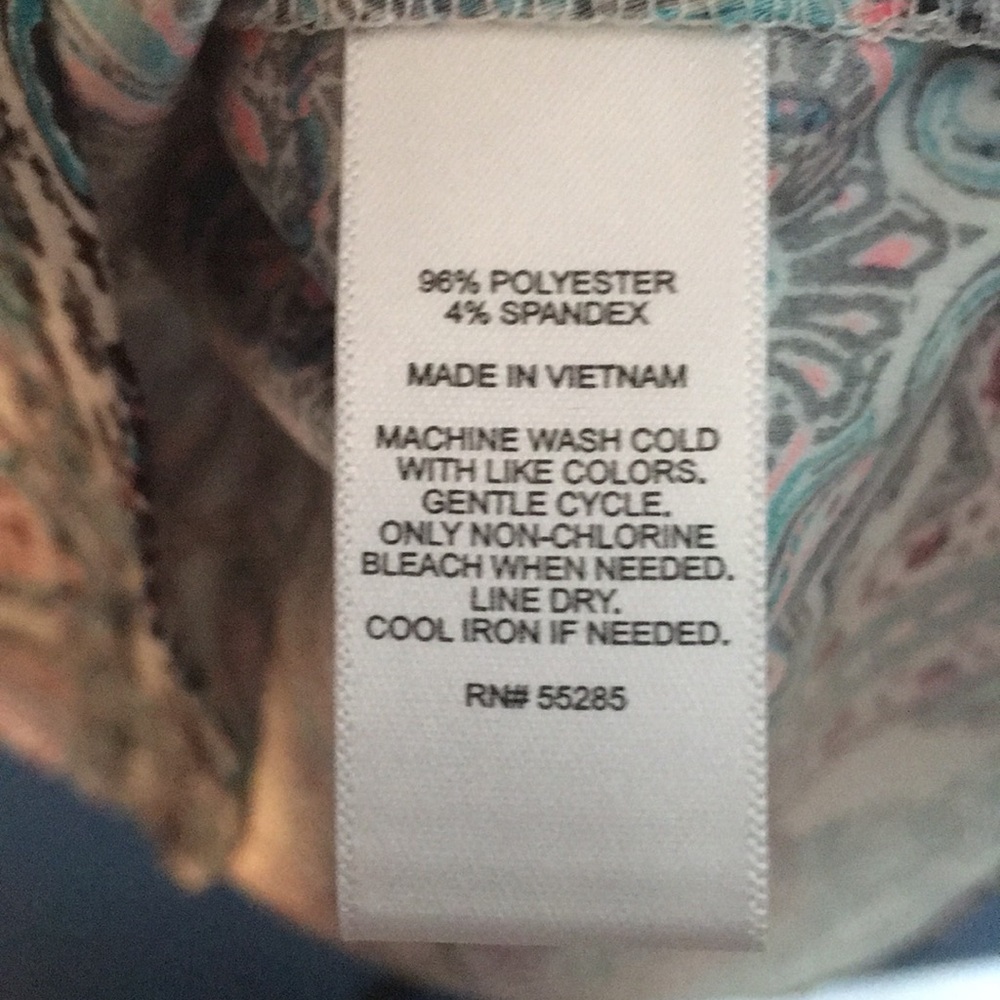 96% POLYESTER
4% SPANDEX
MADE IN VIETNAM
MACHINE WASH COLD
WITH LIKE COLORS.
GENTLE CYCLE.
ONLY NON-CHLORINE
BLEACH WHEN NEEDED.
LINE DRY.
COOL IRON IF NEEDED.
RN# 55285